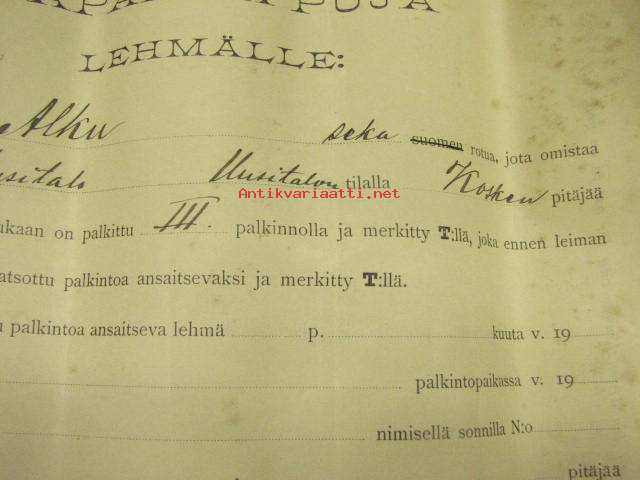 LEHMÄLLE:
Alku seka suomen rotua, jota omistaa
Uusitalon tilalla Kosken pitäjää
Antikvariaatti.net
ukaan on palkittu III. palkinnolla ja merkitty T:llä, joka ennen leiman
atsottu palkintoa ansaitsevaksi ja merkitty T:llä.
u palkintoa ansaitseva lehmä p. kuuta v. 19
palkintopaikassa v. 19
nimisellä sonnilla N:o
pitäjää